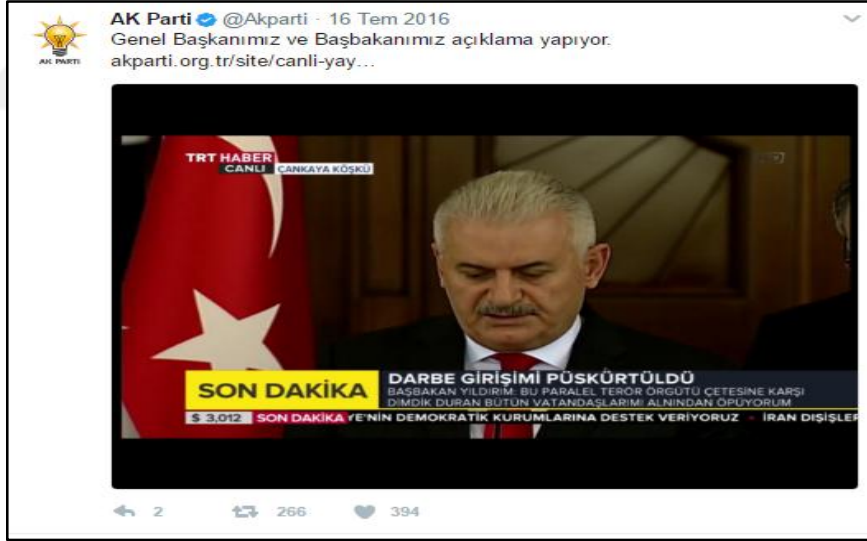 AK Parti @Akparti · 16 Tem 2016
Genel Başkanımız ve Başbakanımız açıklama yapıyor.
akparti.org.tr/site/canli-yay…
AK PARTİ
TRT HABER
CANLI ÇANKAYA KÖŞKÜ
SON DAKİKA
DARBE GİRİŞİMİ PÜSKÜRTÜLDÜ
BAŞBAKAN YILDIRIM: BU PARALEL TERÖR ÖRGÜTÜ ÇETESİNE KARŞI
DİMDİK DURAN BÜTÜN VATANDAŞLARIMI ALNINDAN ÖPÜYORUM
$ 3,012 SON DAKİKA YE'NİN DEMOKRATİK KURUMLARINA DESTEK VERİYORUZ - İRAN DIŞİŞLER
2 266 394